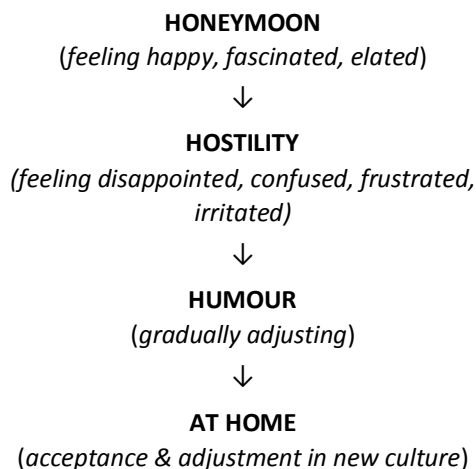 HONEYMOON
(feeling happy, fascinated, elated)
↓
HOSTILITY
(feeling disappointed, confused, frustrated,
irritated)
↓
HUMOUR
(gradually adjusting)
↓
AT HOME
(acceptance & adjustment in new culture)